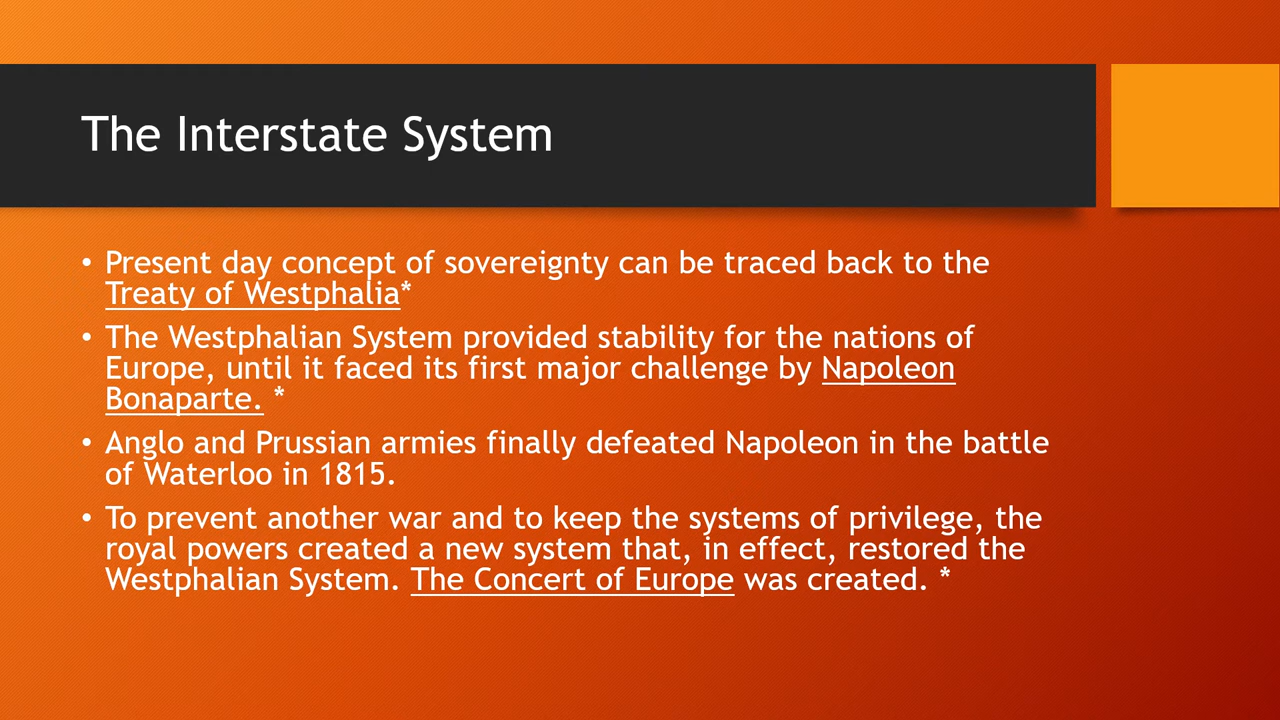 The Interstate System
• Present day concept of sovereignty can be traced back to the
Treaty of Westphalia*
• The Westphalian System provided stability for the nations of
Europe, until it faced its first major challenge by Napoleon
Bonaparte. *
• Anglo and Prussian armies finally defeated Napoleon in the battle
of Waterloo in 1815.
• To prevent another war and to keep the systems of privilege, the
royal powers created a new system that, in effect, restored the
Westphalian System. The Concert of Europe was created. *